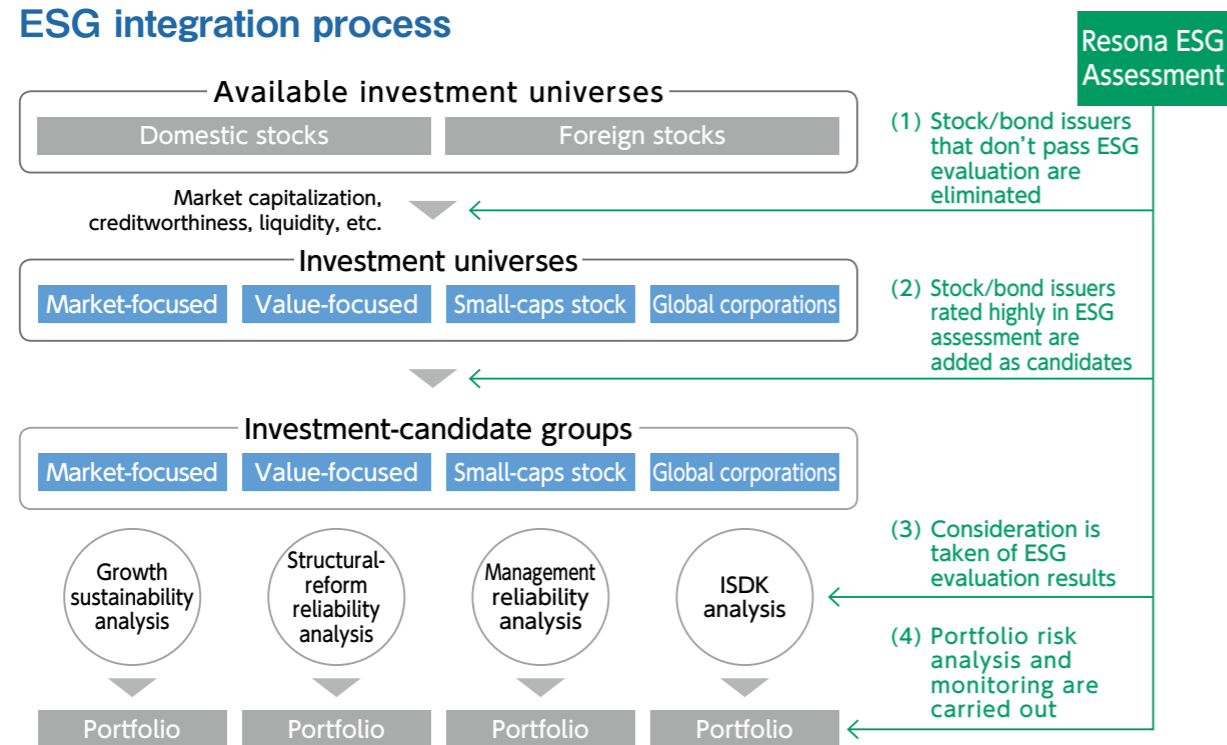 ESG integration process
Resona ESG
Assessment
Available investment universes
Domestic stocks
Foreign stocks
(1) Stock/bond issuers
that don't pass ESG
evaluation are
eliminated
Market capitalization,
creditworthiness, liquidity, etc.
Investment universes
Market-focused
Value-focused
Small-caps stock
Global corporations
(2) Stock/bond issuers
rated highly in ESG
assessment are
added as candidates
Investment-candidate groups
Market-focused
Value-focused
Small-caps stock
Global corporations
Growth
sustainability
analysis
Structural-
reform
reliability
analysis
Management
reliability
analysis
ISDK
analysis
(3) Consideration is
taken of ESG
evaluation results
(4) Portfolio risk
analysis and
monitoring are
carried out
Portfolio
Portfolio
Portfolio
Portfolio